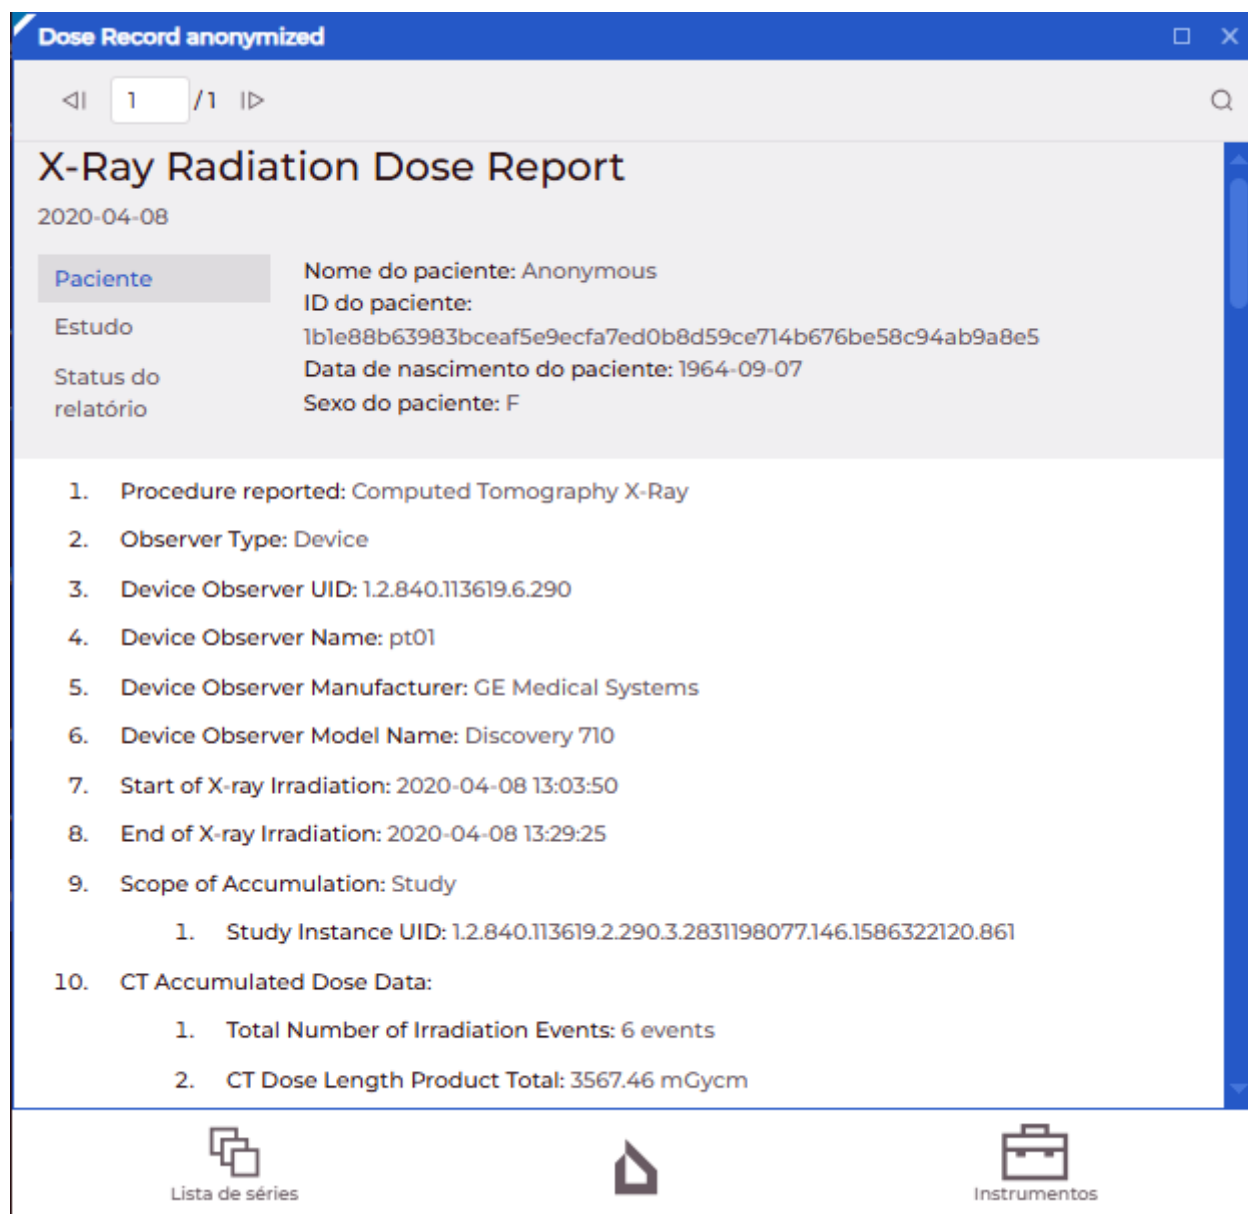 Dose Record anonymized
1 / 1
X-Ray Radiation Dose Report
2020-04-08
Paciente
Estudo
Status do
relatório
Nome do paciente: Anonymous
ID do paciente:
1b1e88b63983bceaf5e9ecfa7ed0b8d59ce714b676be58c94ab9a8e5
Data de nascimento do paciente: 1964-09-07
Sexo do paciente: F
1. Procedure reported: Computed Tomography X-Ray
2. Observer Type: Device
3. Device Observer UID: 1.2.840.113619.6.290
4. Device Observer Name: pt01
5. Device Observer Manufacturer: GE Medical Systems
6. Device Observer Model Name: Discovery 710
7. Start of X-ray Irradiation: 2020-04-08 13:03:50
8. End of X-ray Irradiation: 2020-04-08 13:29:25
9. Scope of Accumulation: Study
1. Study Instance UID: 1.2.840.113619.2.290.3.2831198077.146.1586322120.861
10. CT Accumulated Dose Data:
1. Total Number of Irradiation Events: 6 events
2. CT Dose Length Product Total: 3567.46 mGycm
Lista de séries
Instrumentos